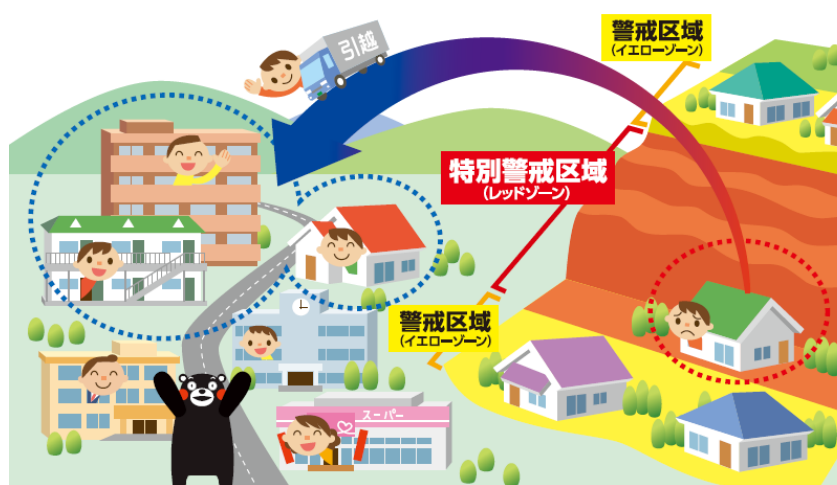 警戒区域
(イエローゾーン)
引越
特別警戒区域
(レッドゾーン)
警戒区域
(イエローゾーン)
スーパー